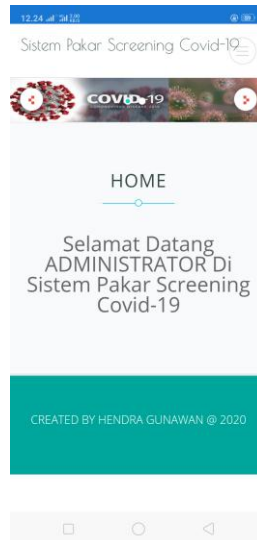 12.24
Sistem Pakar Screening Covid-19
COVID-19
HOME
Selamat Datang
ADMINISTRATOR Di
Sistem Pakar Screening
Covid-19
CREATED BY HENDRA GUNAWAN @ 2020